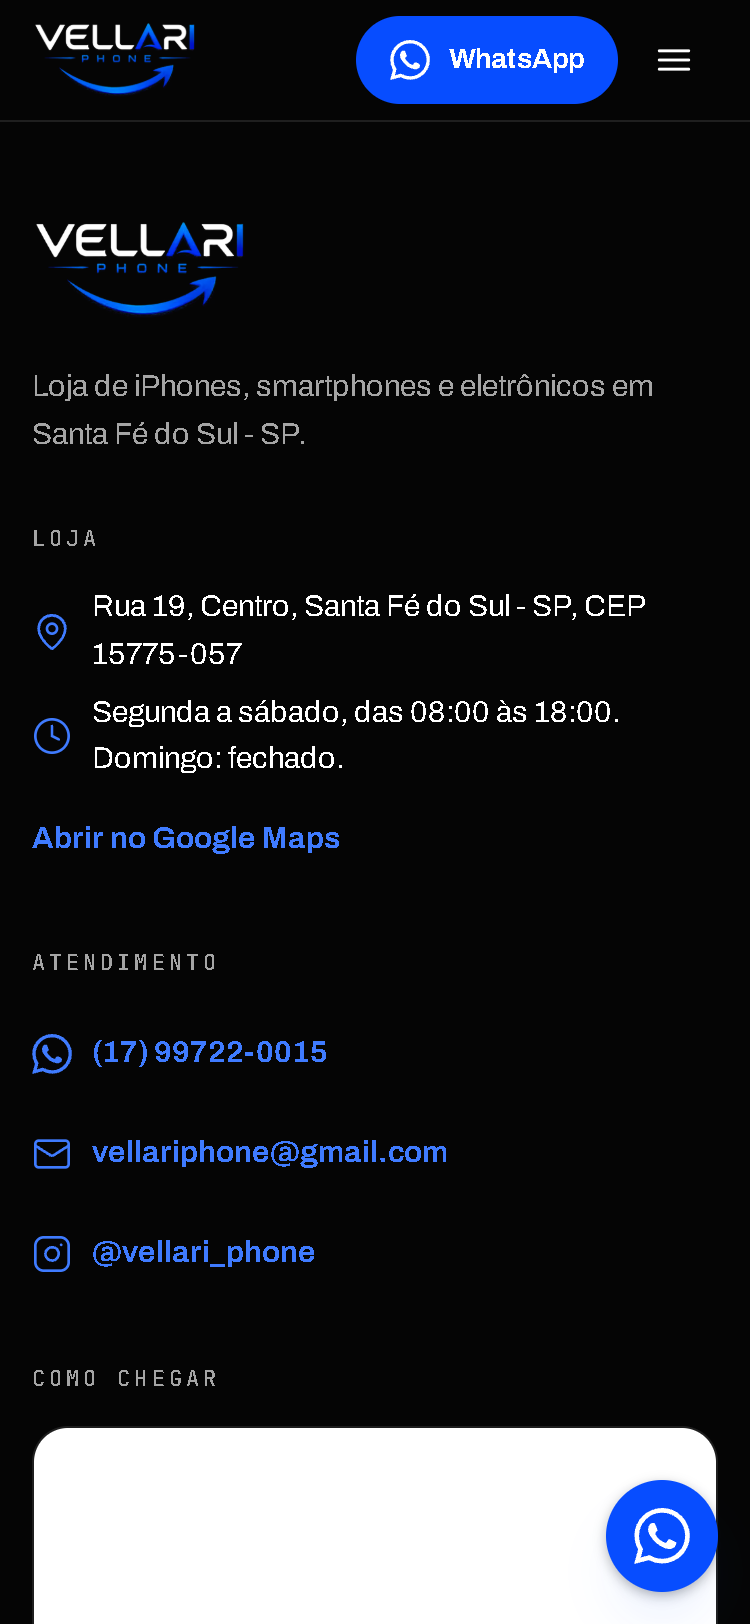 VELLARI
PHONE
WhatsApp
VELLARI
PHONE
Loja de iPhones, smartphones e eletrônicos em
Santa Fé do Sul - SP.
LOJA
Rua 19, Centro, Santa Fé do Sul - SP, CEP
15775-057
Segunda a sábado, das 08:00 às 18:00.
Domingo: fechado.
Abrir no Google Maps
ATENDIMENTO
(17) 99722-0015
vellariphone@gmail.com
@vellari_phone
COMO CHEGAR